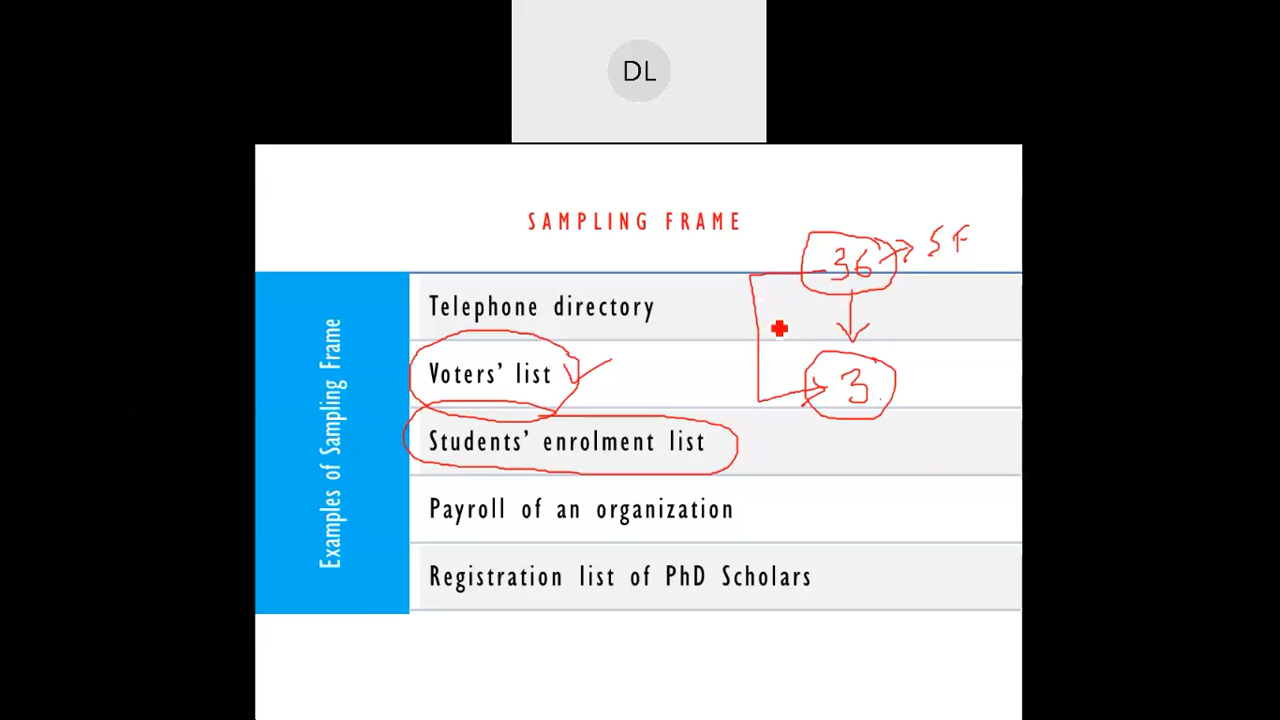 DL
SAMPLING FRAME
36 → SF
Examples of Sampling Frame
Telephone directory
Voters' list
3
Students' enrolment list
Payroll of an organization
Registration list of PhD Scholars